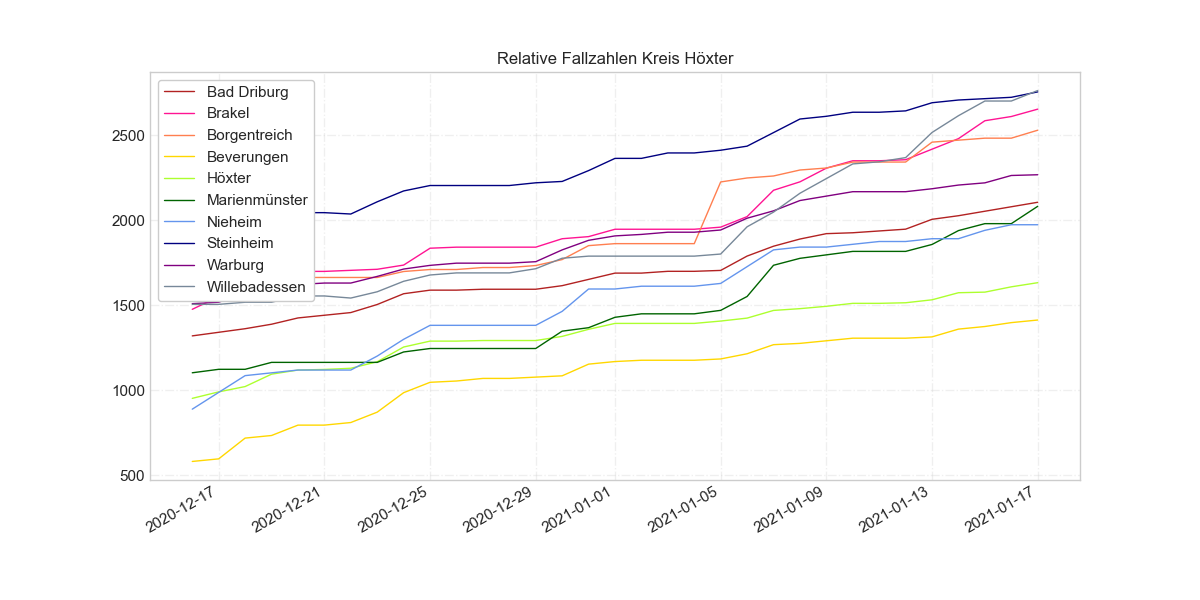 Relative Fallzahlen Kreis Höxter
Bad Driburg
Brakel
Borgentreich
Beverungen
Höxter
Marienmünster
Nieheim
Steinheim
Warburg
Willebadessen
2500
2000
1500
1000
500
2020-12-17
2020-12-21
2020-12-25
2020-12-29
2021-01-01
2021-01-05
2021-01-09
2021-01-13
2021-01-17